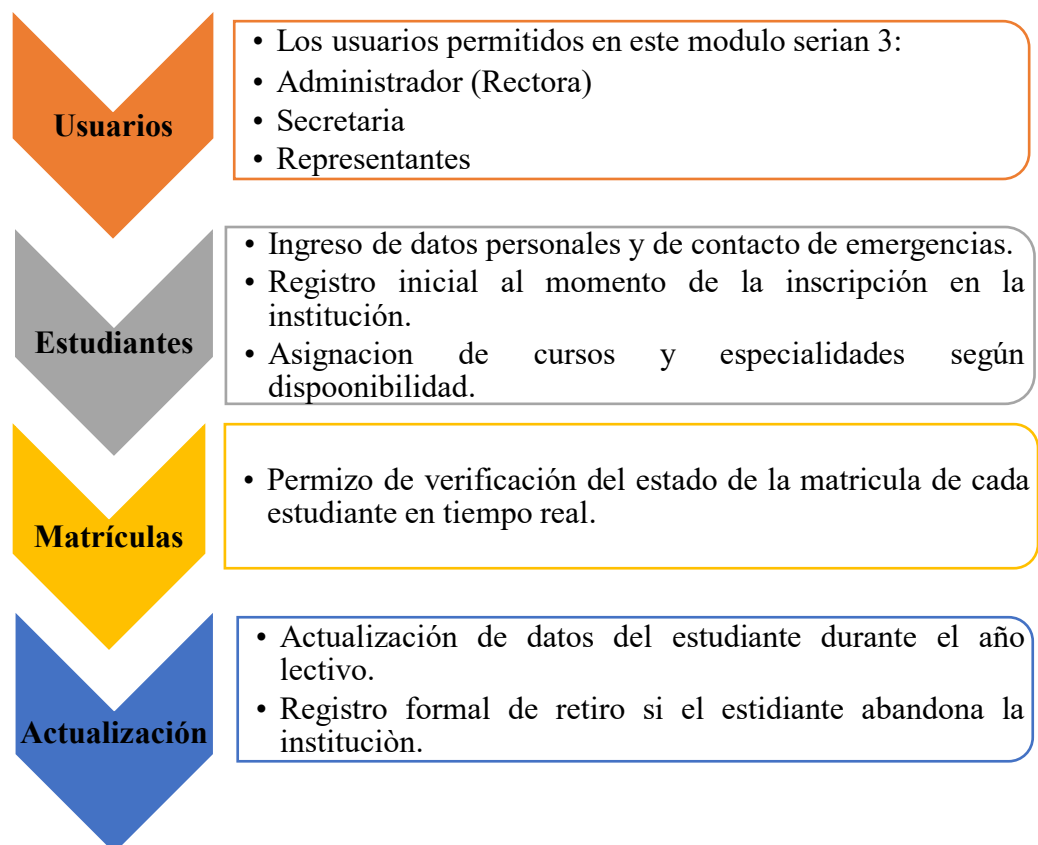 Usuarios
• Los usuarios permitidos en este modulo serian 3:
• Administrador (Rectora)
• Secretaria
• Representantes
Estudiantes
• Ingreso de datos personales y de contacto de emergencias.
• Registro inicial al momento de la inscripción en la
institución.
• Asignacion de cursos y especialidades según
dispoonibilidad.
Matrículas
• Permizo de verificación del estado de la matricula de cada
estudiante en tiempo real.
Actualización
• Actualización de datos del estudiante durante el año
lectivo.
• Registro formal de retiro si el estidiante abandona la
instituciòn.